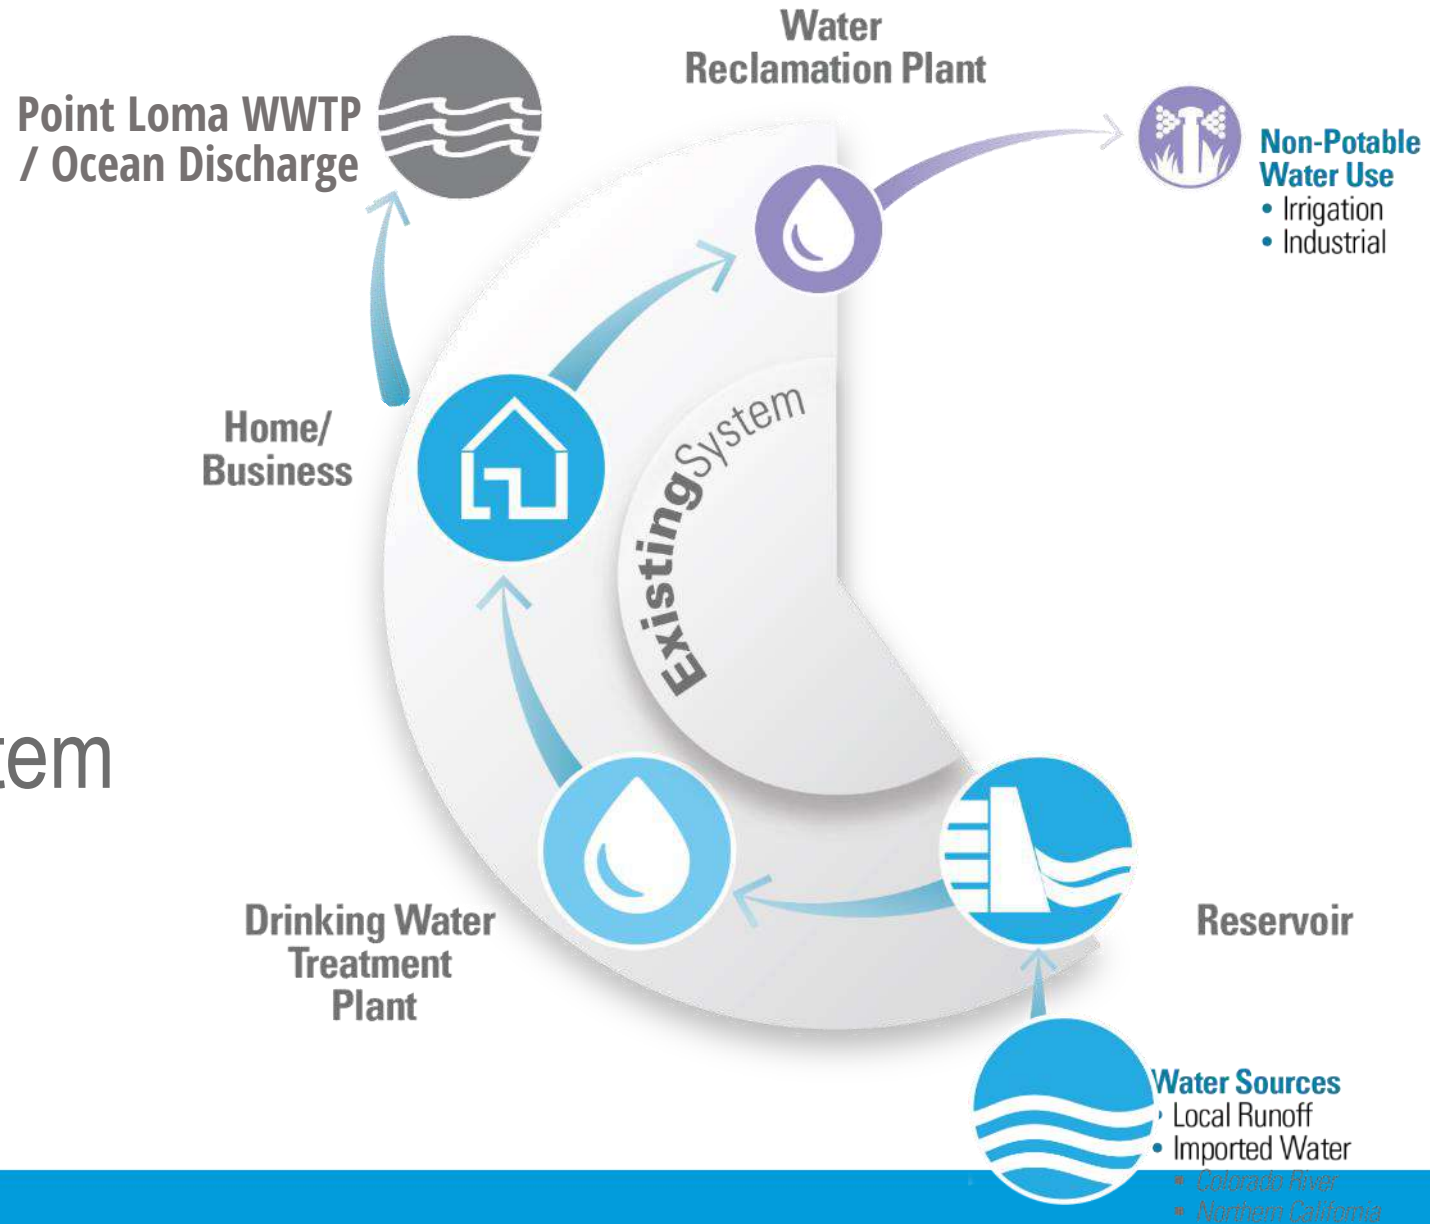 Water
Reclamation Plant
Point Loma WWTP
/ Ocean Discharge
Non-Potable
Water Use
• Irrigation
• Industrial
Home/
Business
ExistingSystem
tem
Drinking Water
Treatment
Plant
Reservoir
Water Sources
• Local Runoff
• Imported Water
• Colorado River
• Northern California